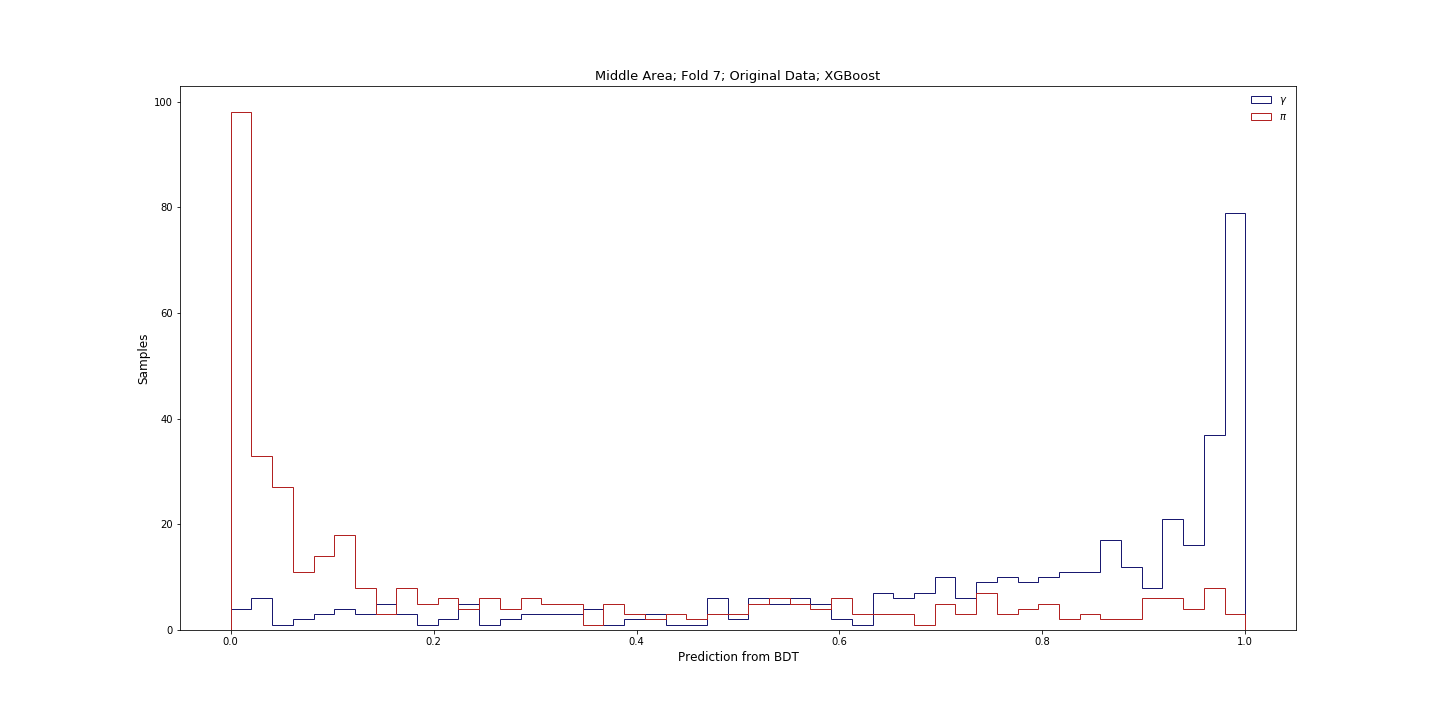 Middle Area; Fold 7; Original Data; XGBoost
γ
π
100
80
60
40
20
0
Samples
0.0 0.2 0.4 0.6 0.8 1.0
Prediction from BDT